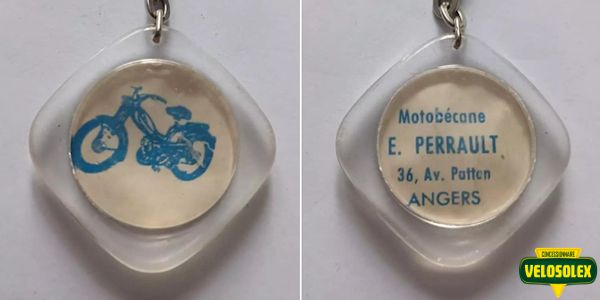 Motobécane
E. PERRAULT
36, Av. Patton
ANGERS
CONCESSIONNAIRE
VELOSOLEX